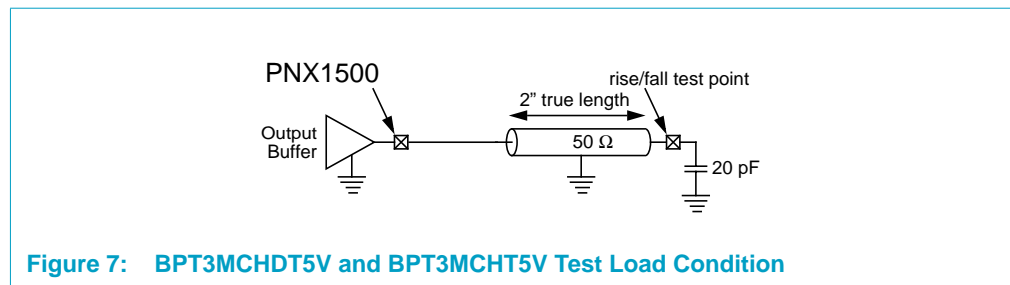 PNX1500
rise/fall test point
2” true length
Output
Buffer
50 Ω
20 pF
Figure 7: BPT3MCHDT5V and BPT3MCHT5V Test Load Condition